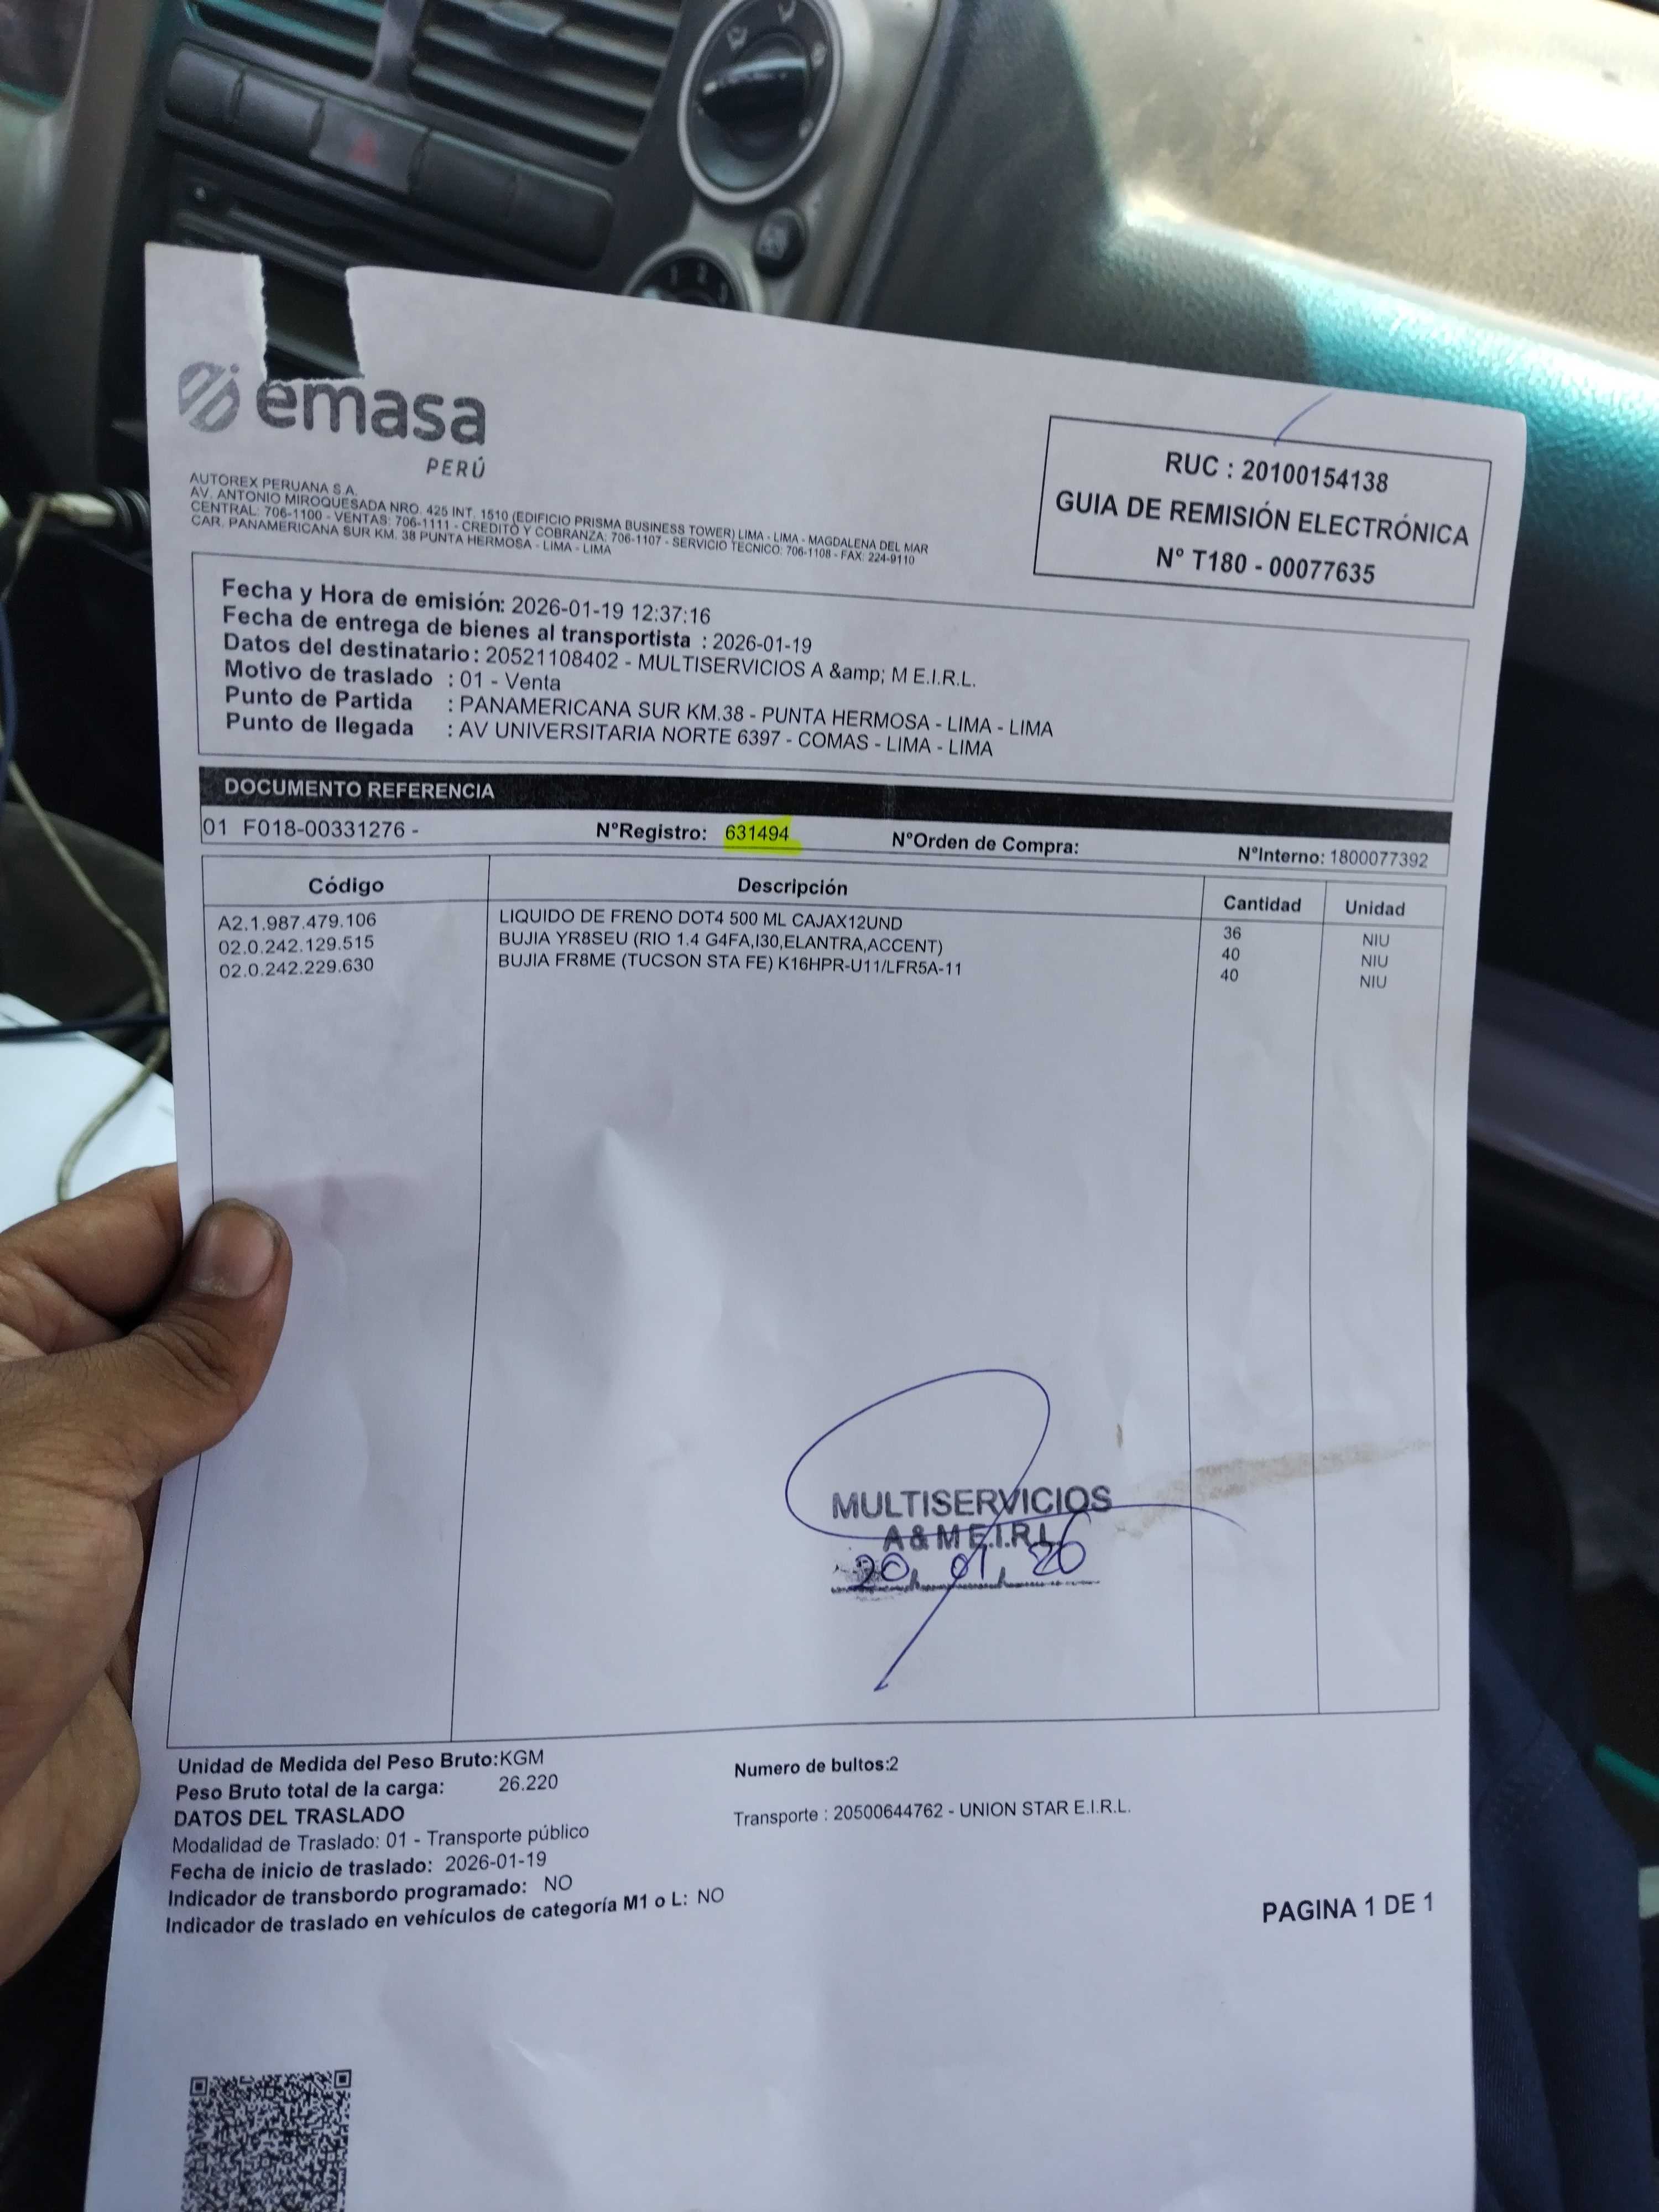 emasa
PERÚ
AUTOREX PERUANA S.A.
AV. ANTONIO MIROQUESADA NRO. 425 INT. 1510 (EDIFICIO PRISMA BUSINESS TOWER) LIMA - LIMA - MAGDALENA DEL MAR
CENTRAL: 706-1100 - VENTAS: 706-1111 - CREDITO Y COBRANZA: 706-1107 - SERVICIO TECNICO: 706-1108 - FAX: 224-9110
CAR. PANAMERICANA SUR KM. 38 PUNTA HERMOSA - LIMA - LIMA
RUC : 20100154138
GUIA DE REMISIÓN ELECTRÓNICA
N° T180 - 00077635
Fecha y Hora de emisión: 2026-01-19 12:37:16
Fecha de entrega de bienes al transportista : 2026-01-19
Datos del destinatario : 20521108402 - MULTISERVICIOS A &amp; M E.I.R.L.
Motivo de traslado : 01 - Venta
Punto de Partida : PANAMERICANA SUR KM.38 - PUNTA HERMOSA - LIMA - LIMA
Punto de llegada : AV UNIVERSITARIA NORTE 6397 - COMAS - LIMA - LIMA
DOCUMENTO REFERENCIA
01 F018-00331276 - N°Registro: 631494 N°Orden de Compra: N°Interno: 1800077392
Código Descripción Cantidad Unidad
A2.1.987.479.106 LIQUIDO DE FRENO DOT4 500 ML CAJAX12UND 36 NIU
02.0.242.129.515 BUJIA YR8SEU (RIO 1.4 G4FA,I30,ELANTRA,ACCENT) 40 NIU
02.0.242.229.630 BUJIA FR8ME (TUCSON STA FE) K16HPR-U11/LFR5A-11 40 NIU
MULTISERVICIOS
A & M E.I.R.L.
20 01 26
Unidad de Medida del Peso Bruto:KGM
Peso Bruto total de la carga: 26.220
Numero de bultos:2
DATOS DEL TRASLADO
Modalidad de Traslado: 01 - Transporte público
Transporte : 20500644762 - UNION STAR E.I.R.L.
Fecha de inicio de traslado: 2026-01-19
Indicador de transbordo programado: NO
Indicador de traslado en vehículos de categoría M1 o L: NO
PAGINA 1 DE 1
1 2 3